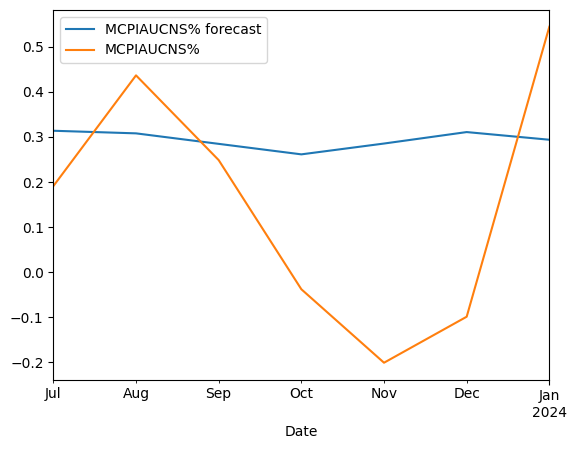 MCPIAUCNS% forecast
MCPIAUCNS%
0.5
0.4
0.3
0.2
0.1
0.0
−0.1
−0.2
Jul Aug Sep Oct Nov Dec Jan
2024
Date